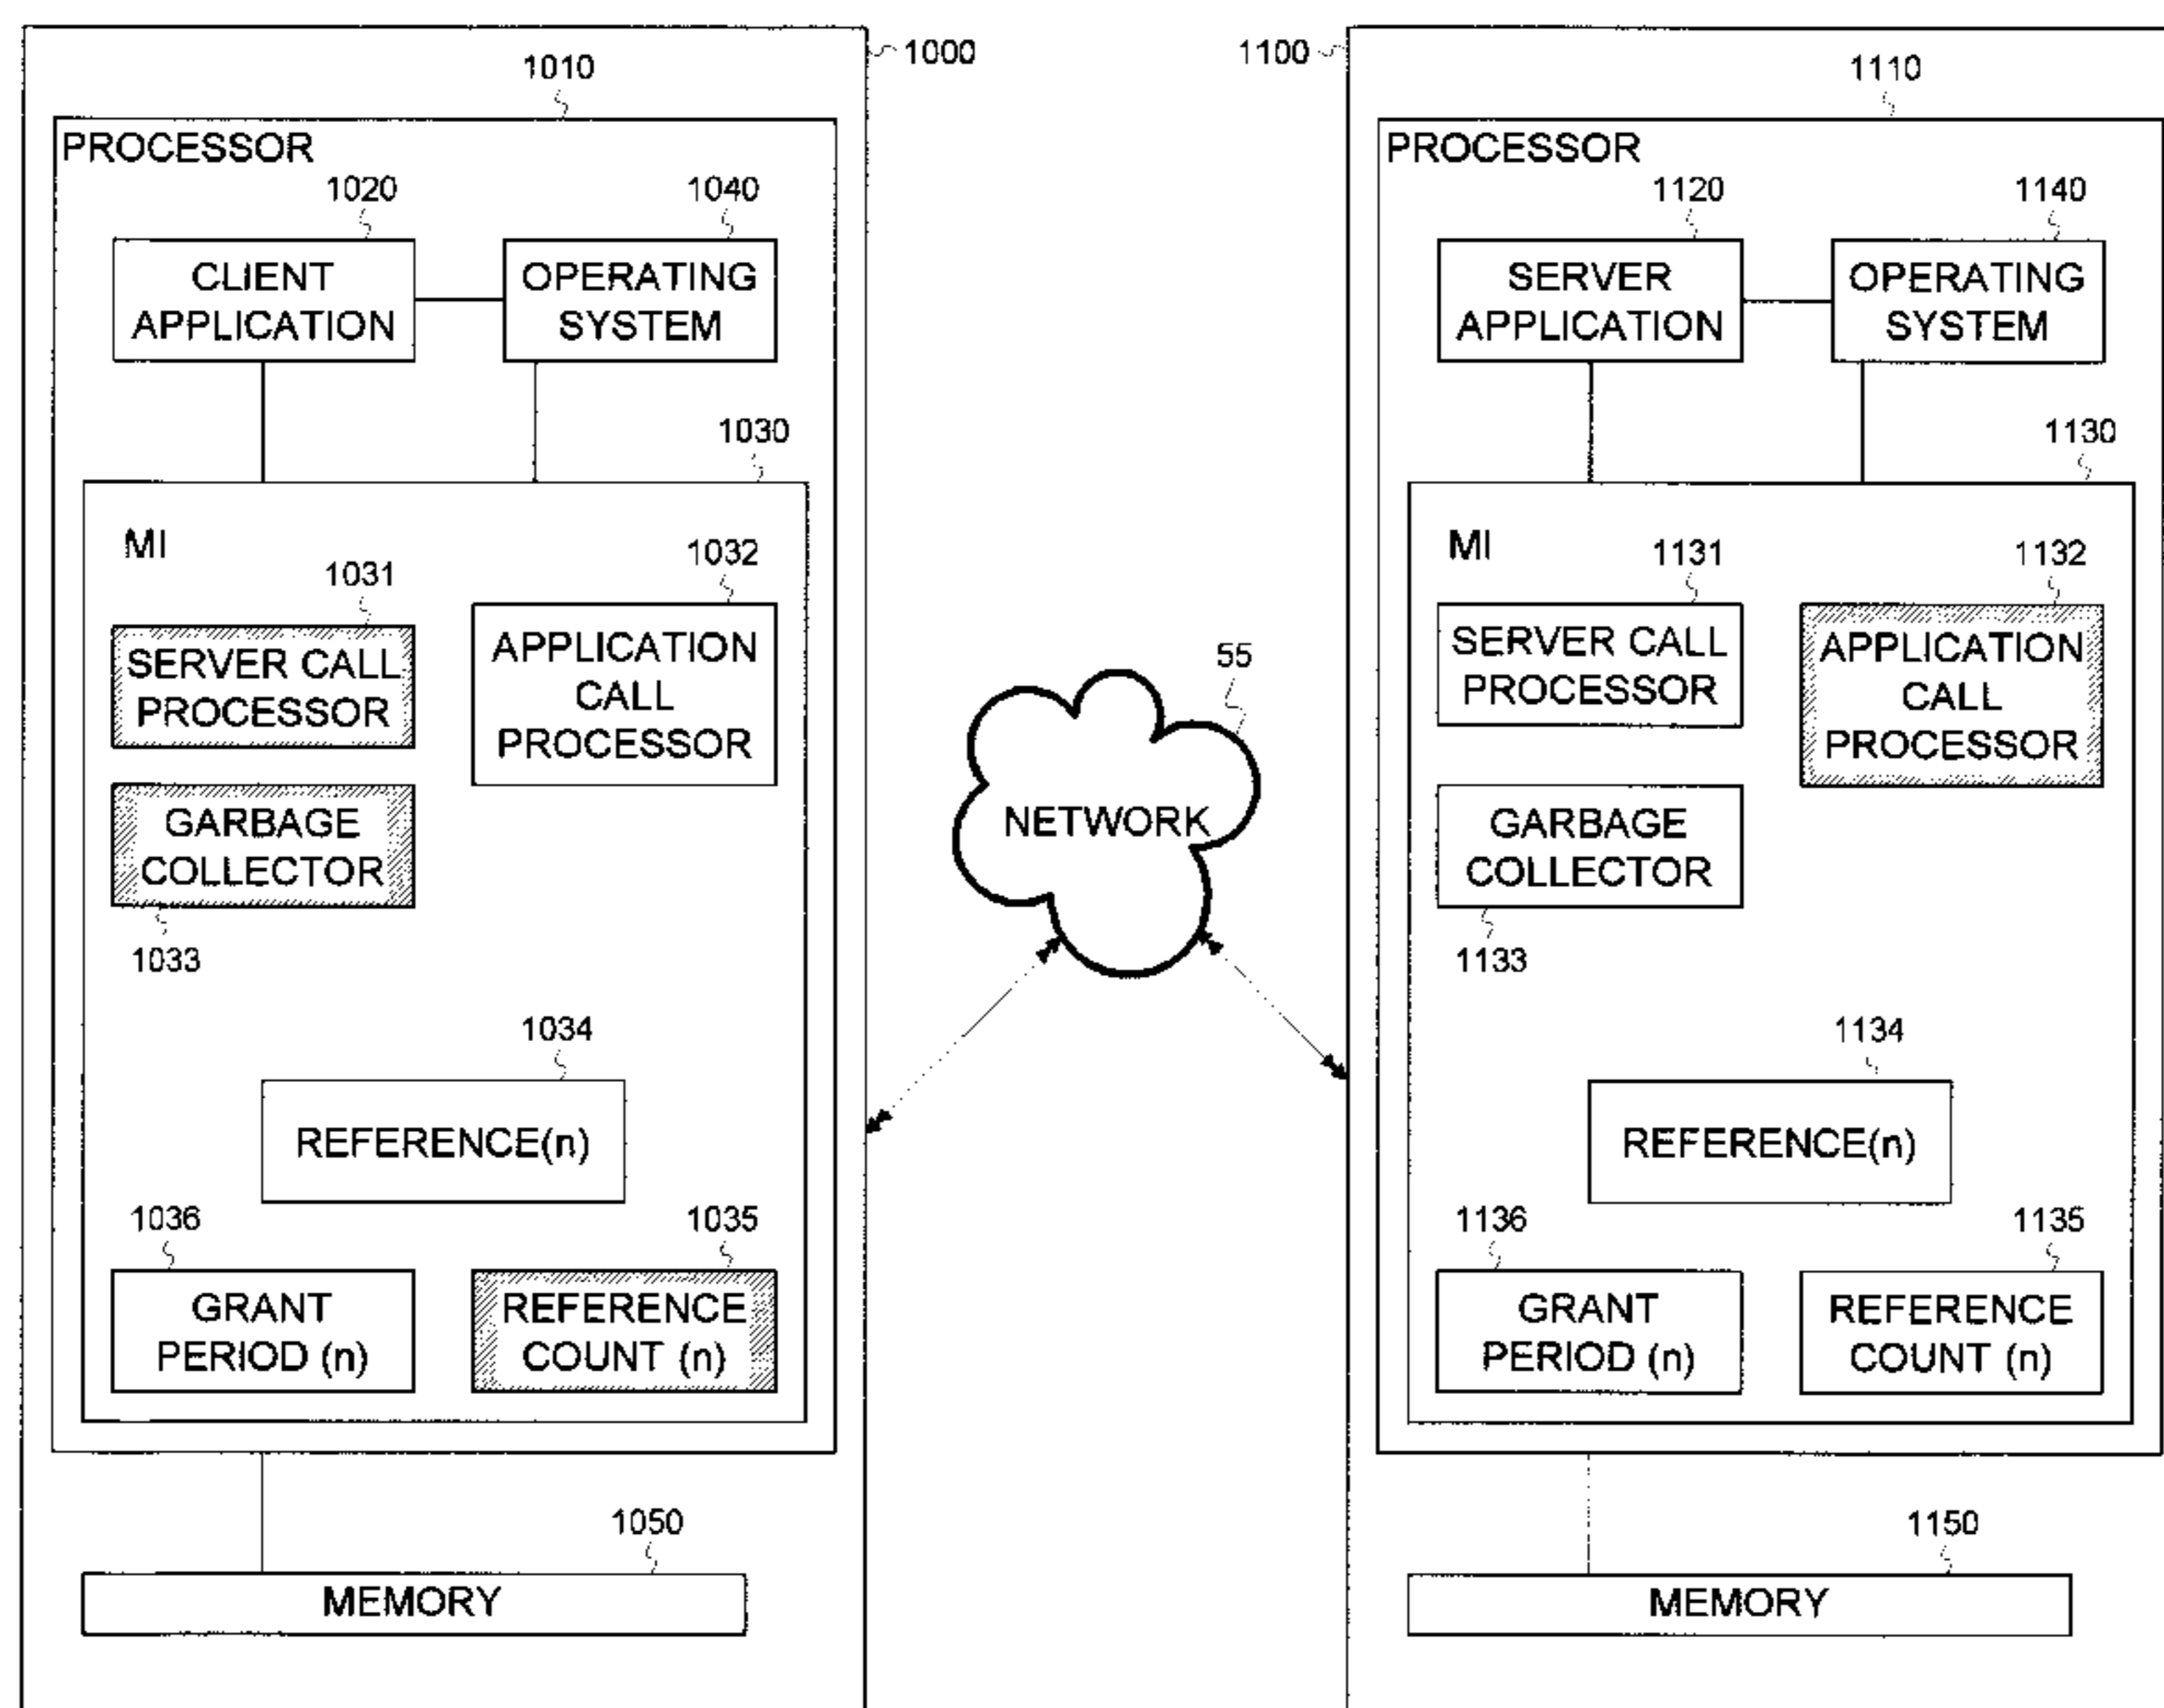 1000
1010
PROCESSOR
1020
1040
CLIENT
APPLICATION
OPERATING
SYSTEM
1030
MI
1031
1032
SERVER CALL
PROCESSOR
APPLICATION
CALL
PROCESSOR
GARBAGE
COLLECTOR
1033
1034
REFERENCE(n)
1036
1035
GRANT
PERIOD (n)
REFERENCE
COUNT (n)
1050
MEMORY
55
NETWORK
1100
1110
PROCESSOR
1120
1140
SERVER
APPLICATION
OPERATING
SYSTEM
1130
MI
1131
1132
SERVER CALL
PROCESSOR
APPLICATION
CALL
PROCESSOR
GARBAGE
COLLECTOR
1133
1134
REFERENCE(n)
1136
1135
GRANT
PERIOD (n)
REFERENCE
COUNT (n)
1150
MEMORY